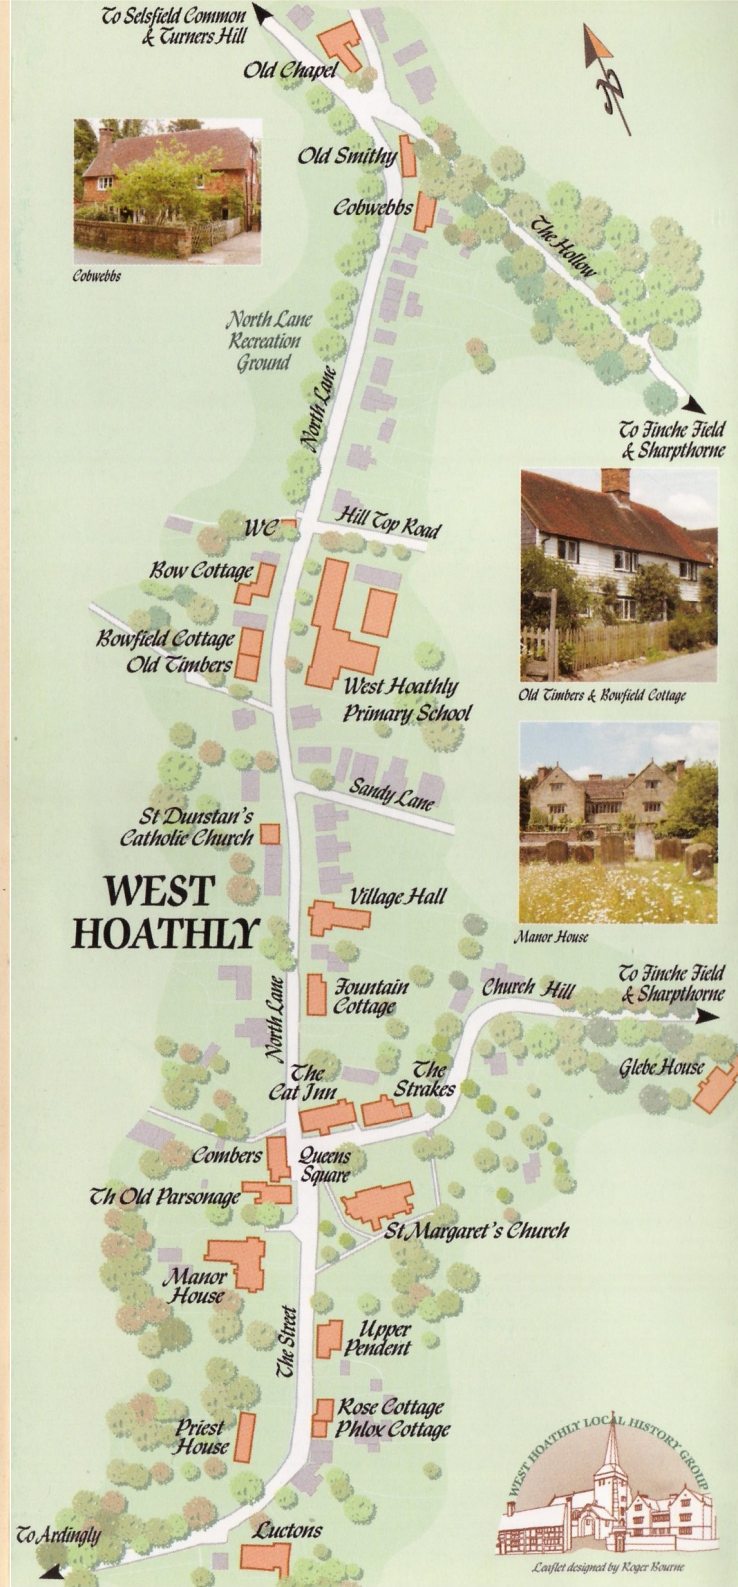 To Selsfield Common
& Turners Hill
Old Chapel
Old Smithy
Cobwebbs
Cobwebbs
The Hollow
North Lane
Recreation
Ground
North Lane
To Finche Field
& Sharpthorne
WC
Hill Top Road
Bow Cottage
Bowfield Cottage
Old Timbers
West Hoathly
Primary School
Old Timbers & Bowfield Cottage
Sandy Lane
St Dunstan's
Catholic Church
WEST
HOATHLY
Village Hall
Manor House
North Lane
Fountain
Cottage
Church Hill
To Finche Field
& Sharpthorne
Glebe House
The
Cat Inn
The
Strakes
Combers
Queens
Square
Th Old Parsonage
St Margaret's Church
Manor
House
The Street
Upper
Pendent
Rose Cottage
Phlox Cottage
Priest
House
To Ardingly
Luctons
WEST HOATHLY LOCAL HISTORY GROUP
Leaflet designed by Roger Bourne